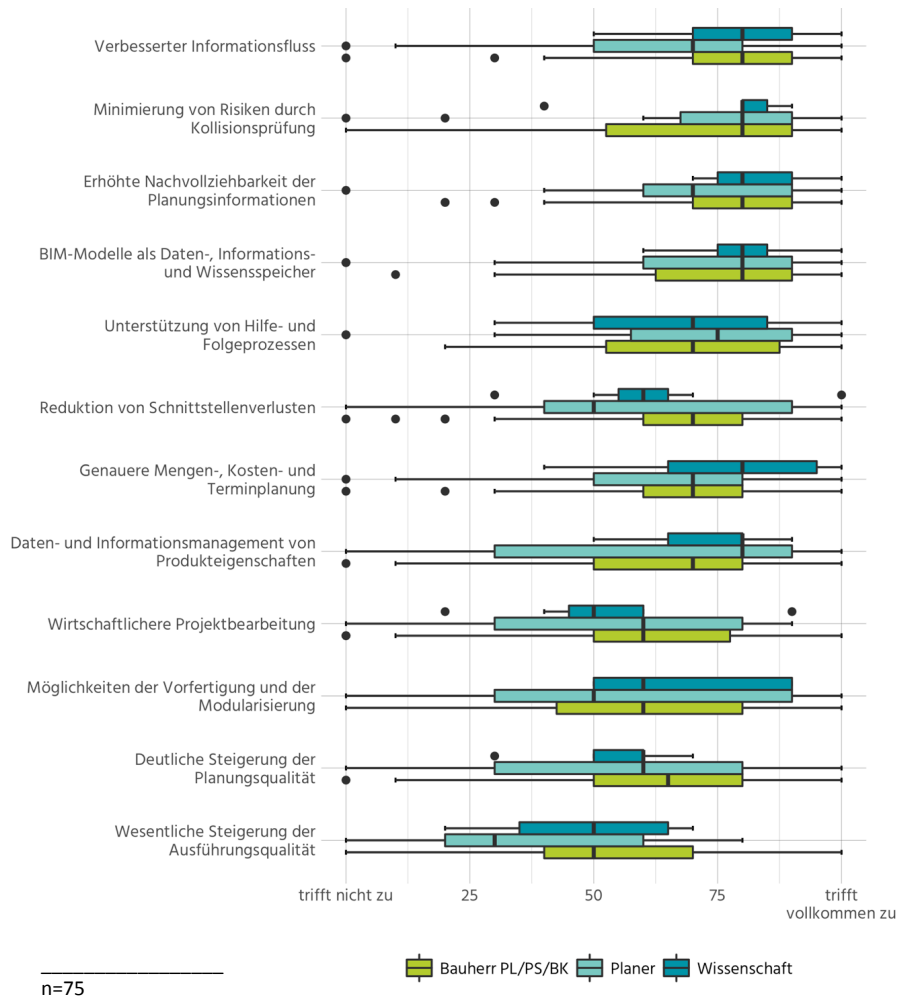 Verbesserter Informationsfluss
Minimierung von Risiken durch
Kollisionsprüfung
Erhöhte Nachvollziehbarkeit der
Planungsinformationen
BIM-Modelle als Daten-, Informations-
und Wissensspeicher
Unterstützung von Hilfe- und
Folgeprozessen
Reduktion von Schnittstellenverlusten
Genauere Mengen-, Kosten- und
Terminplanung
Daten- und Informationsmanagement von
Produkteigenschaften
Wirtschaftlichere Projektbearbeitung
Möglichkeiten der Vorfertigung und der
Modularisierung
Deutliche Steigerung der
Planungsqualität
Wesentliche Steigerung der
Ausführungsqualität
trifft nicht zu 25 50 75 trifft
vollkommen zu
Bauherr PL/PS/BK Planer Wissenschaft
n=75